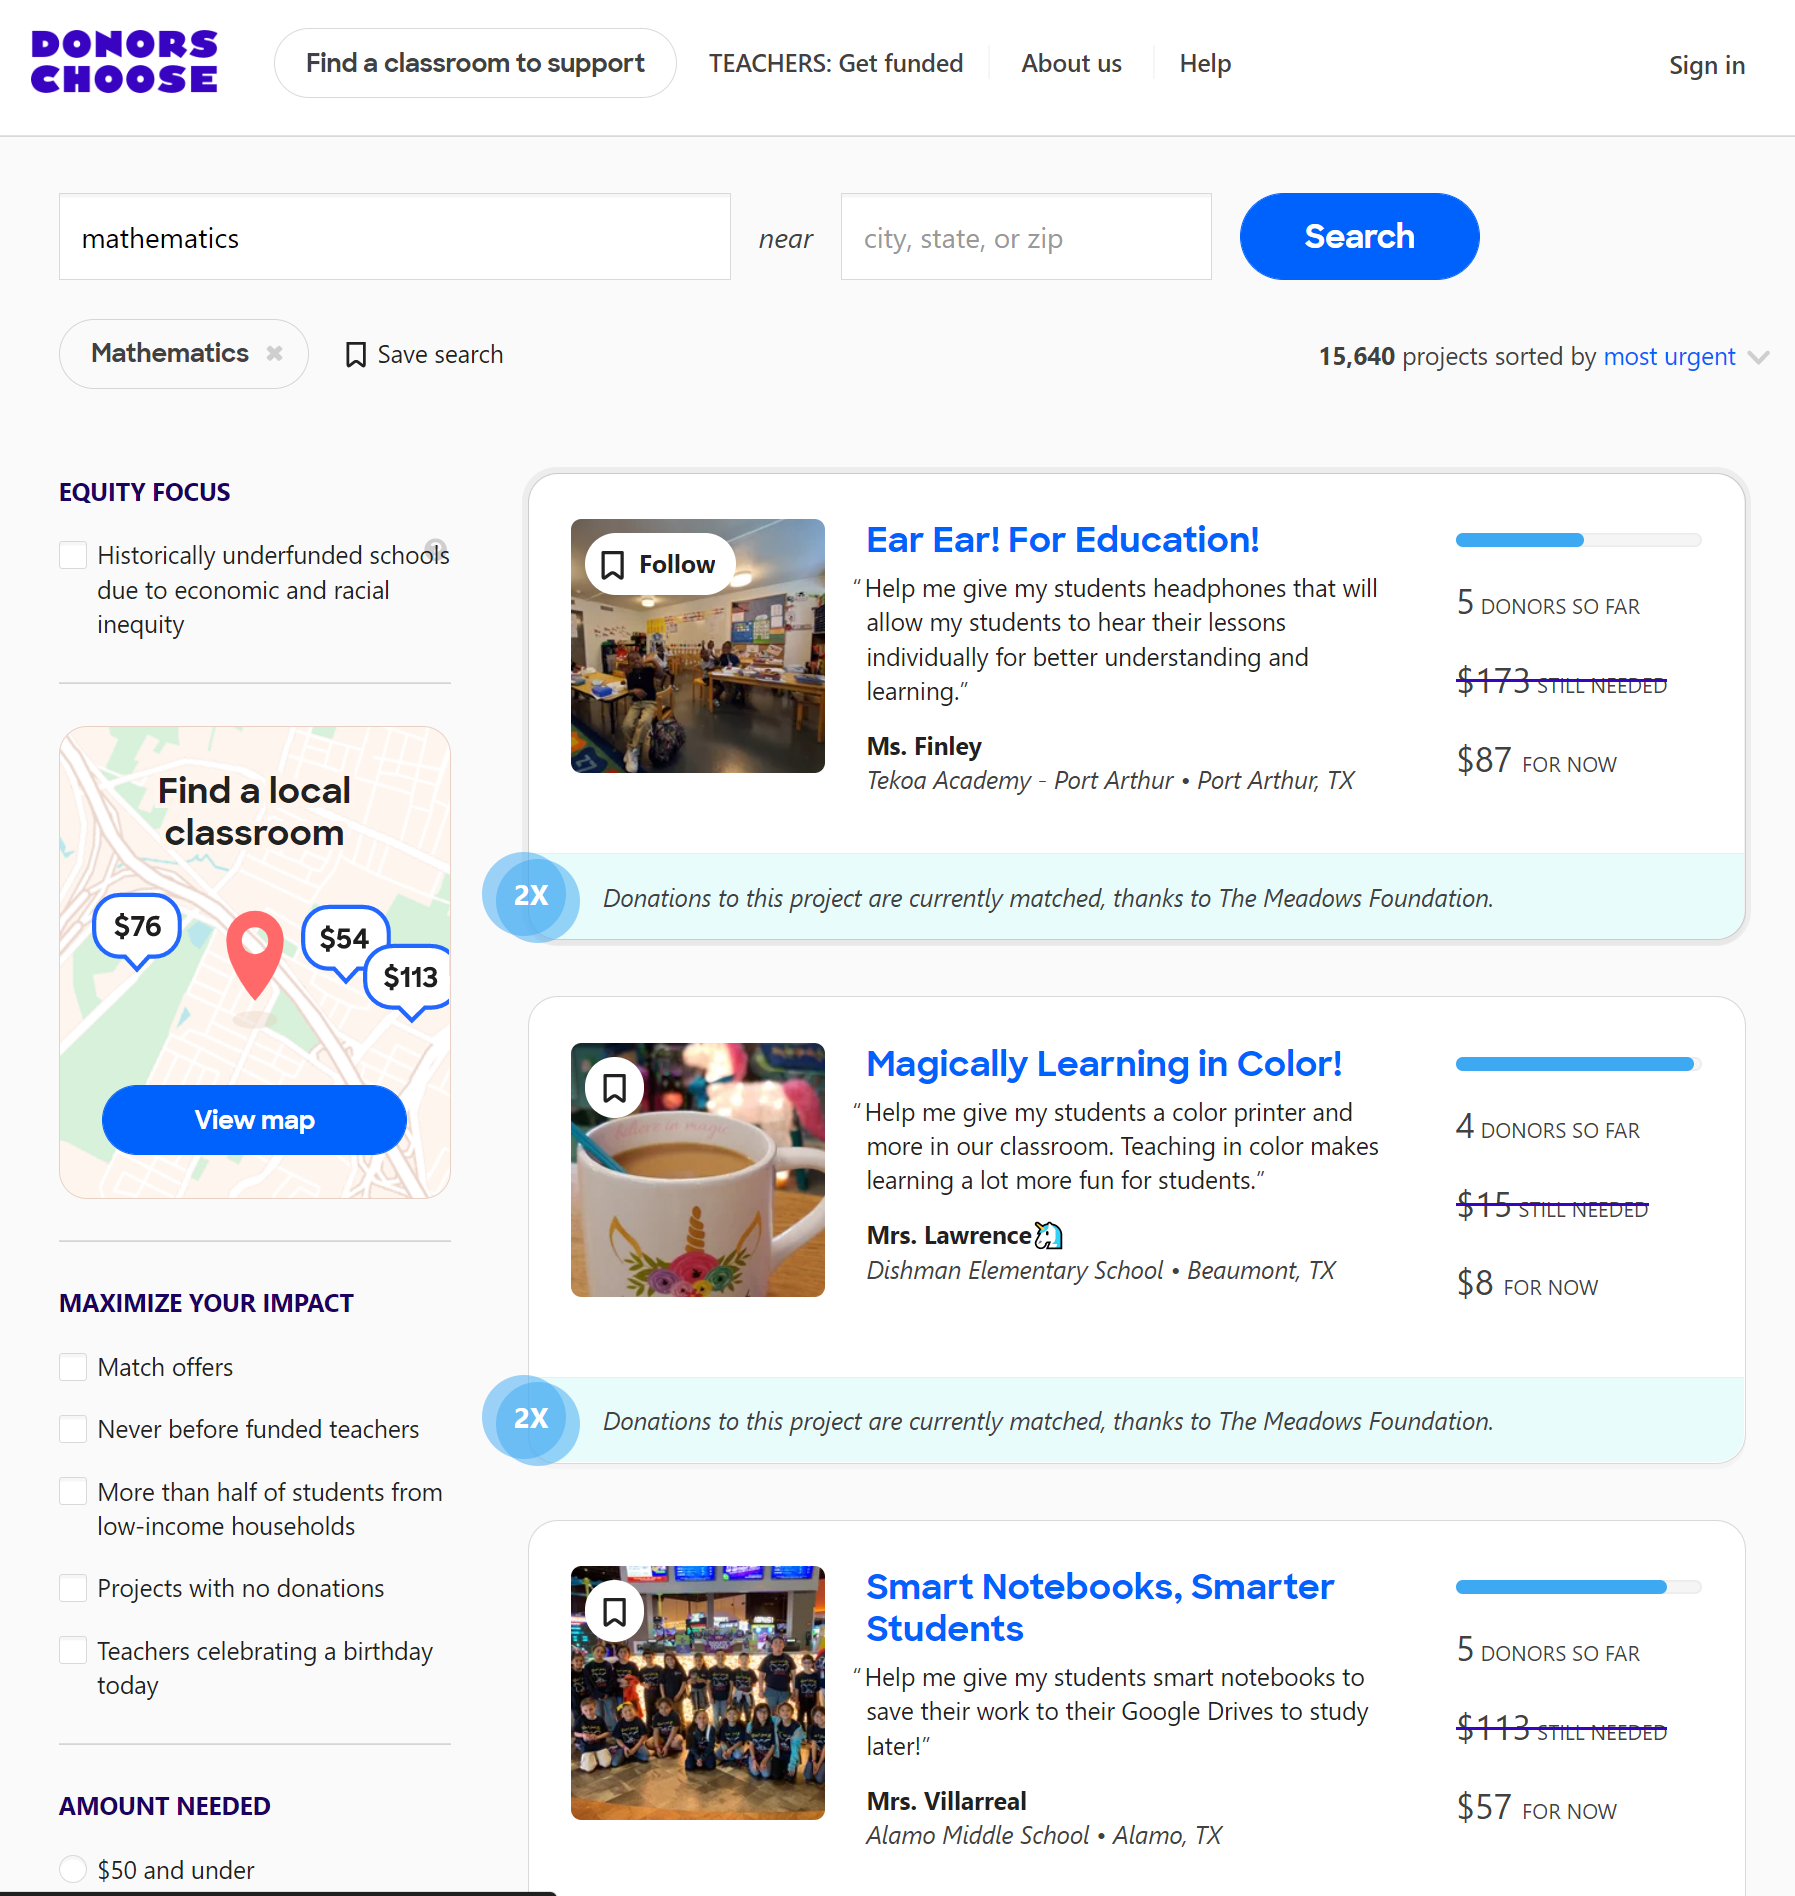 DONORS
CHOOSE
Find a classroom to support
TEACHERS: Get funded
About us
Help
Sign in
mathematics
near
city, state, or zip
Search
Mathematics ✖
Save search
15,640 projects sorted by most urgent
EQUITY FOCUS
Historically underfunded schools
due to economic and racial
inequity
Find a local
classroom
$76
$54
$113
View map
MAXIMIZE YOUR IMPACT
Match offers
Never before funded teachers
More than half of students from
low-income households
Projects with no donations
Teachers celebrating a birthday
today
AMOUNT NEEDED
$50 and under
Follow
Ear Ear! For Education!
“Help me give my students headphones that will
allow my students to hear their lessons
individually for better understanding and
learning.”
Ms. Finley
Tekoa Academy - Port Arthur • Port Arthur, TX
5 DONORS SO FAR
$173 STILL NEEDED
$87 FOR NOW
2X
Donations to this project are currently matched, thanks to The Meadows Foundation.
believe in magic
Magically Learning in Color!
“Help me give my students a color printer and
more in our classroom. Teaching in color makes
learning a lot more fun for students.”
Mrs. Lawrence🦄
Dishman Elementary School • Beaumont, TX
4 DONORS SO FAR
$15 STILL NEEDED
$8 FOR NOW
2X
Donations to this project are currently matched, thanks to The Meadows Foundation.
Smart Notebooks, Smarter
Students
“Help me give my students smart notebooks to
save their work to their Google Drives to study
later!”
Mrs. Villarreal
Alamo Middle School • Alamo, TX
5 DONORS SO FAR
$113 STILL NEEDED
$57 FOR NOW